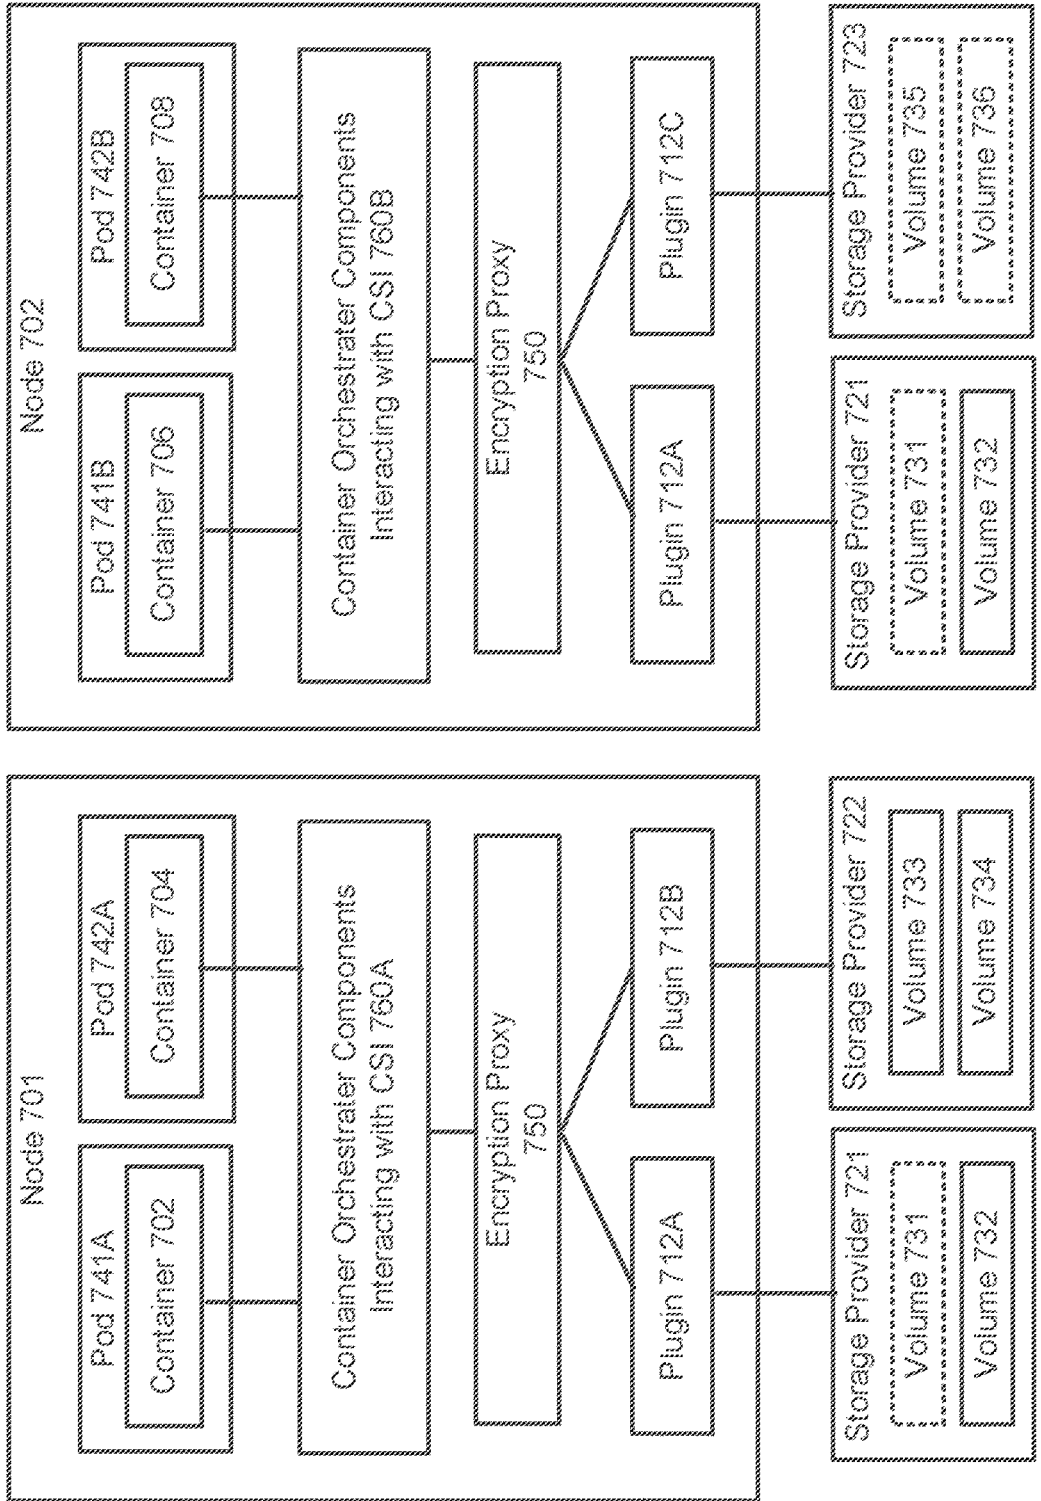 Node 701
Pod 741A
Container 702
Pod 742A
Container 704
Container Orchestrater Components
Interacting with CSI 760A
Encryption Proxy
750
Plugin 712A
Plugin 712B
Storage Provider 721
Volume 731
Volume 732
Storage Provider 722
Volume 733
Volume 734
Node 702
Pod 741B
Container 706
Pod 742B
Container 708
Container Orchestrater Components
Interacting with CSI 760B
Encryption Proxy
750
Plugin 712A
Plugin 712C
Storage Provider 721
Volume 731
Volume 732
Storage Provider 723
Volume 735
Volume 736